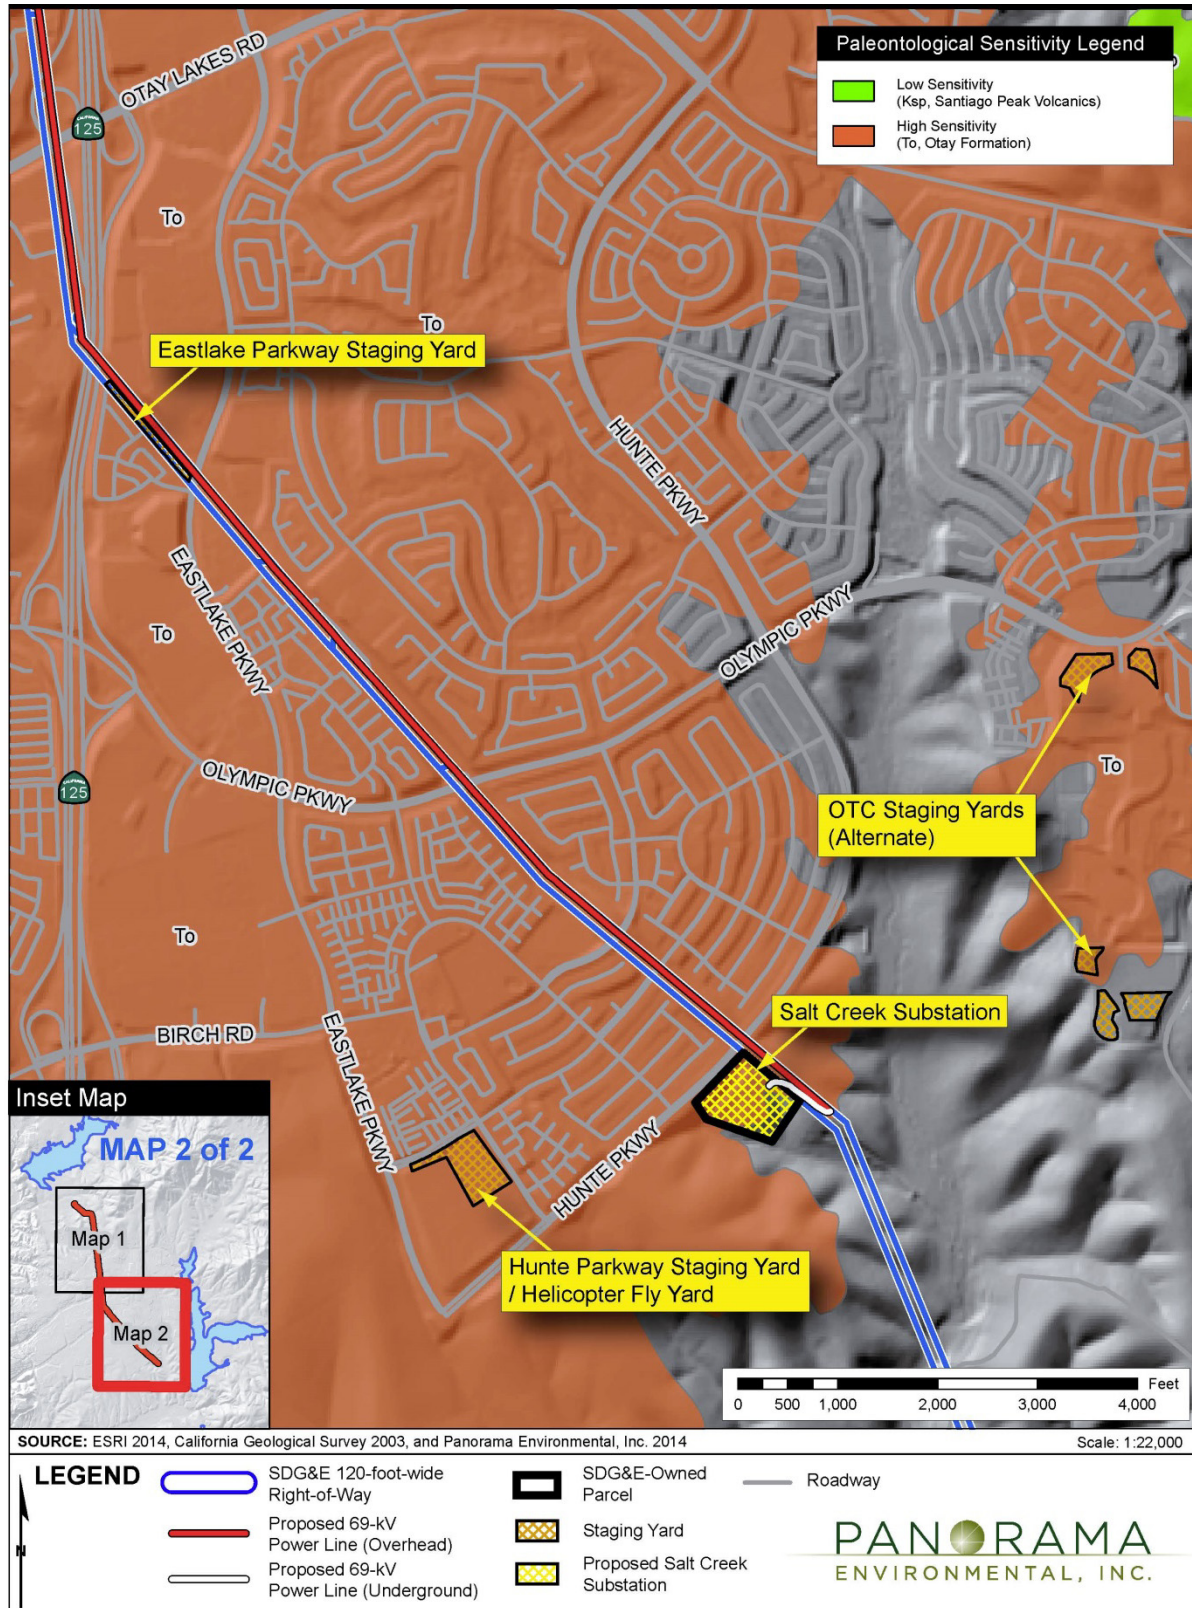 Paleontological Sensitivity Legend
Low Sensitivity
(Ksp, Santiago Peak Volcanics)
High Sensitivity
(To, Otay Formation)
OTAY LAKES RD
CALIFORNIA
125
To
To
Eastlake Parkway Staging Yard
HUNTE PKWY
EASTLAKE PKWY
To
OLYMPIC PKWY
OLYMPIC PKWY
CALIFORNIA
125
To
OTC Staging Yards
(Alternate)
To
Salt Creek Substation
BIRCH RD
EASTLAKE PKWY
HUNTE PKWY
Hunte Parkway Staging Yard
/ Helicopter Fly Yard
Inset Map
MAP 2 of 2
Map 1
Map 2
Feet
0 500 1,000 2,000 3,000 4,000
SOURCE: ESRI 2014, California Geological Survey 2003, and Panorama Environmental, Inc. 2014
Scale: 1:22,000
LEGEND
N
SDG&E 120-foot-wide
Right-of-Way
Proposed 69-kV
Power Line (Overhead)
Proposed 69-kV
Power Line (Underground)
SDG&E-Owned
Parcel
Staging Yard
Proposed Salt Creek
Substation
Roadway
PANORAMA
ENVIRONMENTAL, INC.